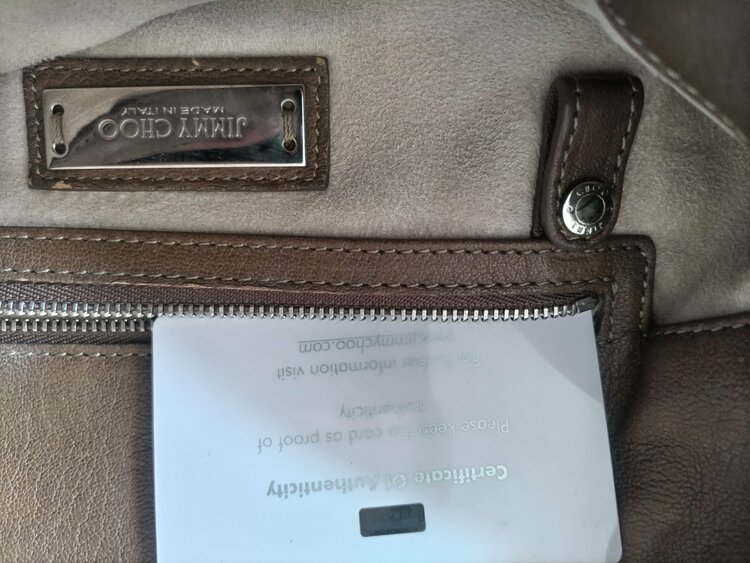 JIMMY CHOO
MADE IN ITALY
Certificate Of Authenticity
Please keep this card as proof of
authenticity
For further information visit
www.jimmychoo.com